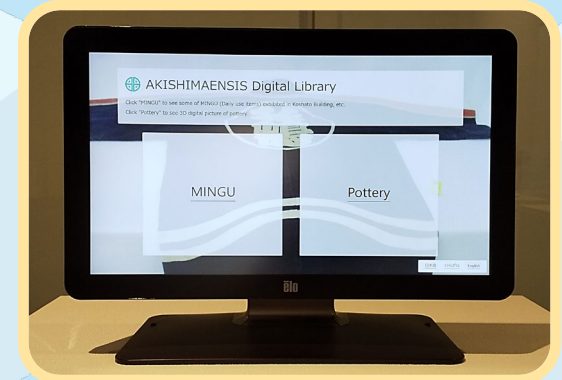 AKISHIMAENSIS Digital Library
Click "MINGU" to see some of MINGU (Daily use items) exhibited in Komato Building, etc.
Click "Pottery" to see 3D digital picture of pottery.
MINGU
Pottery
English
elo